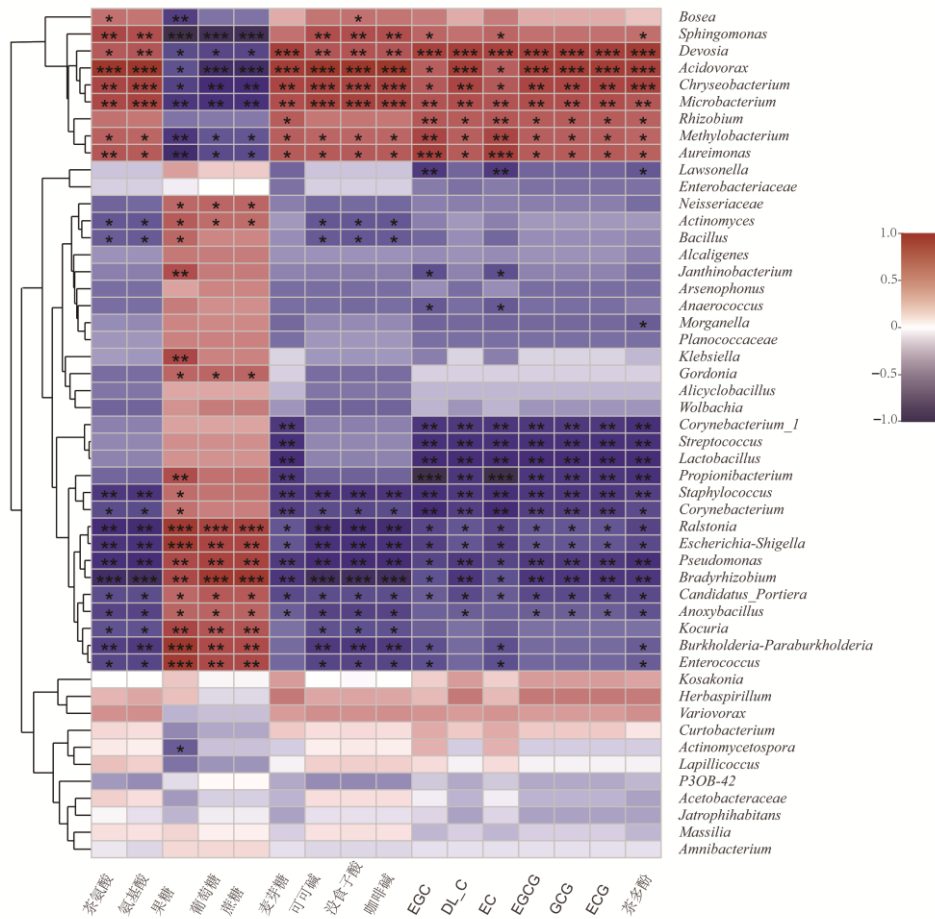 Bosea
Sphingomonas
Devosia
Acidovorax
Chryseobacterium
Microbacterium
Rhizobium
Methylobacterium
Aureimonas
Lawsonella
Enterobacteriaceae
Neisseriaceae
Actinomyces
Bacillus
Alcaligenes
Janthinobacterium
Arsenophonus
Anaerococcus
Morganella
Planococcaceae
Klebsiella
Gordonia
Alicyclobacillus
Wolbachia
Corynebacterium_1
Streptococcus
Lactobacillus
Propionibacterium
Staphylococcus
Corynebacterium
Ralstonia
Escherichia-Shigella
Pseudomonas
Bradyrhizobium
Candidatus_Portiera
Anoxybacillus
Kocuria
Burkholderia-Paraburkholderia
Enterococcus
Kosakonia
Herbaspirillum
Variovorax
Curtobacterium
Actinomycetospora
Lapillicoccus
P3OB-42
Acetobacteraceae
Jatrophihabitans
Massilia
Amnibacterium
1.0
0.5
0
−0.5
−1.0
茶氨酸
氨基酸
果糖
葡萄糖
蔗糖
麦芽糖
可可碱
没食子酸
咖啡碱
EGC
DL_C
EC
EGCG
GCG
ECG
茶多酚